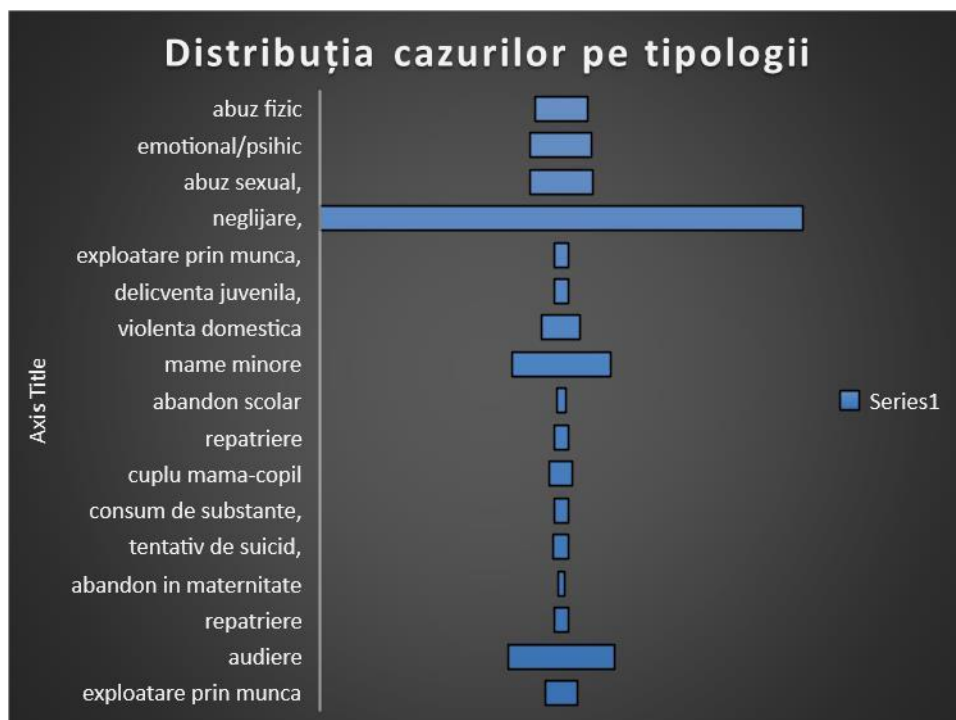 Distribuția cazurilor pe tipologii
abuz fizic
emotional/psihic
abuz sexual,
neglijare,
exploatare prin munca,
delicventa juvenila,
violenta domestica
mame minore
abandon scolar
repatriere
cuplu mama-copil
consum de substante,
tentativ de suicid,
abandon in maternitate
repatriere
audiere
exploatare prin munca
Axis Title
Series1